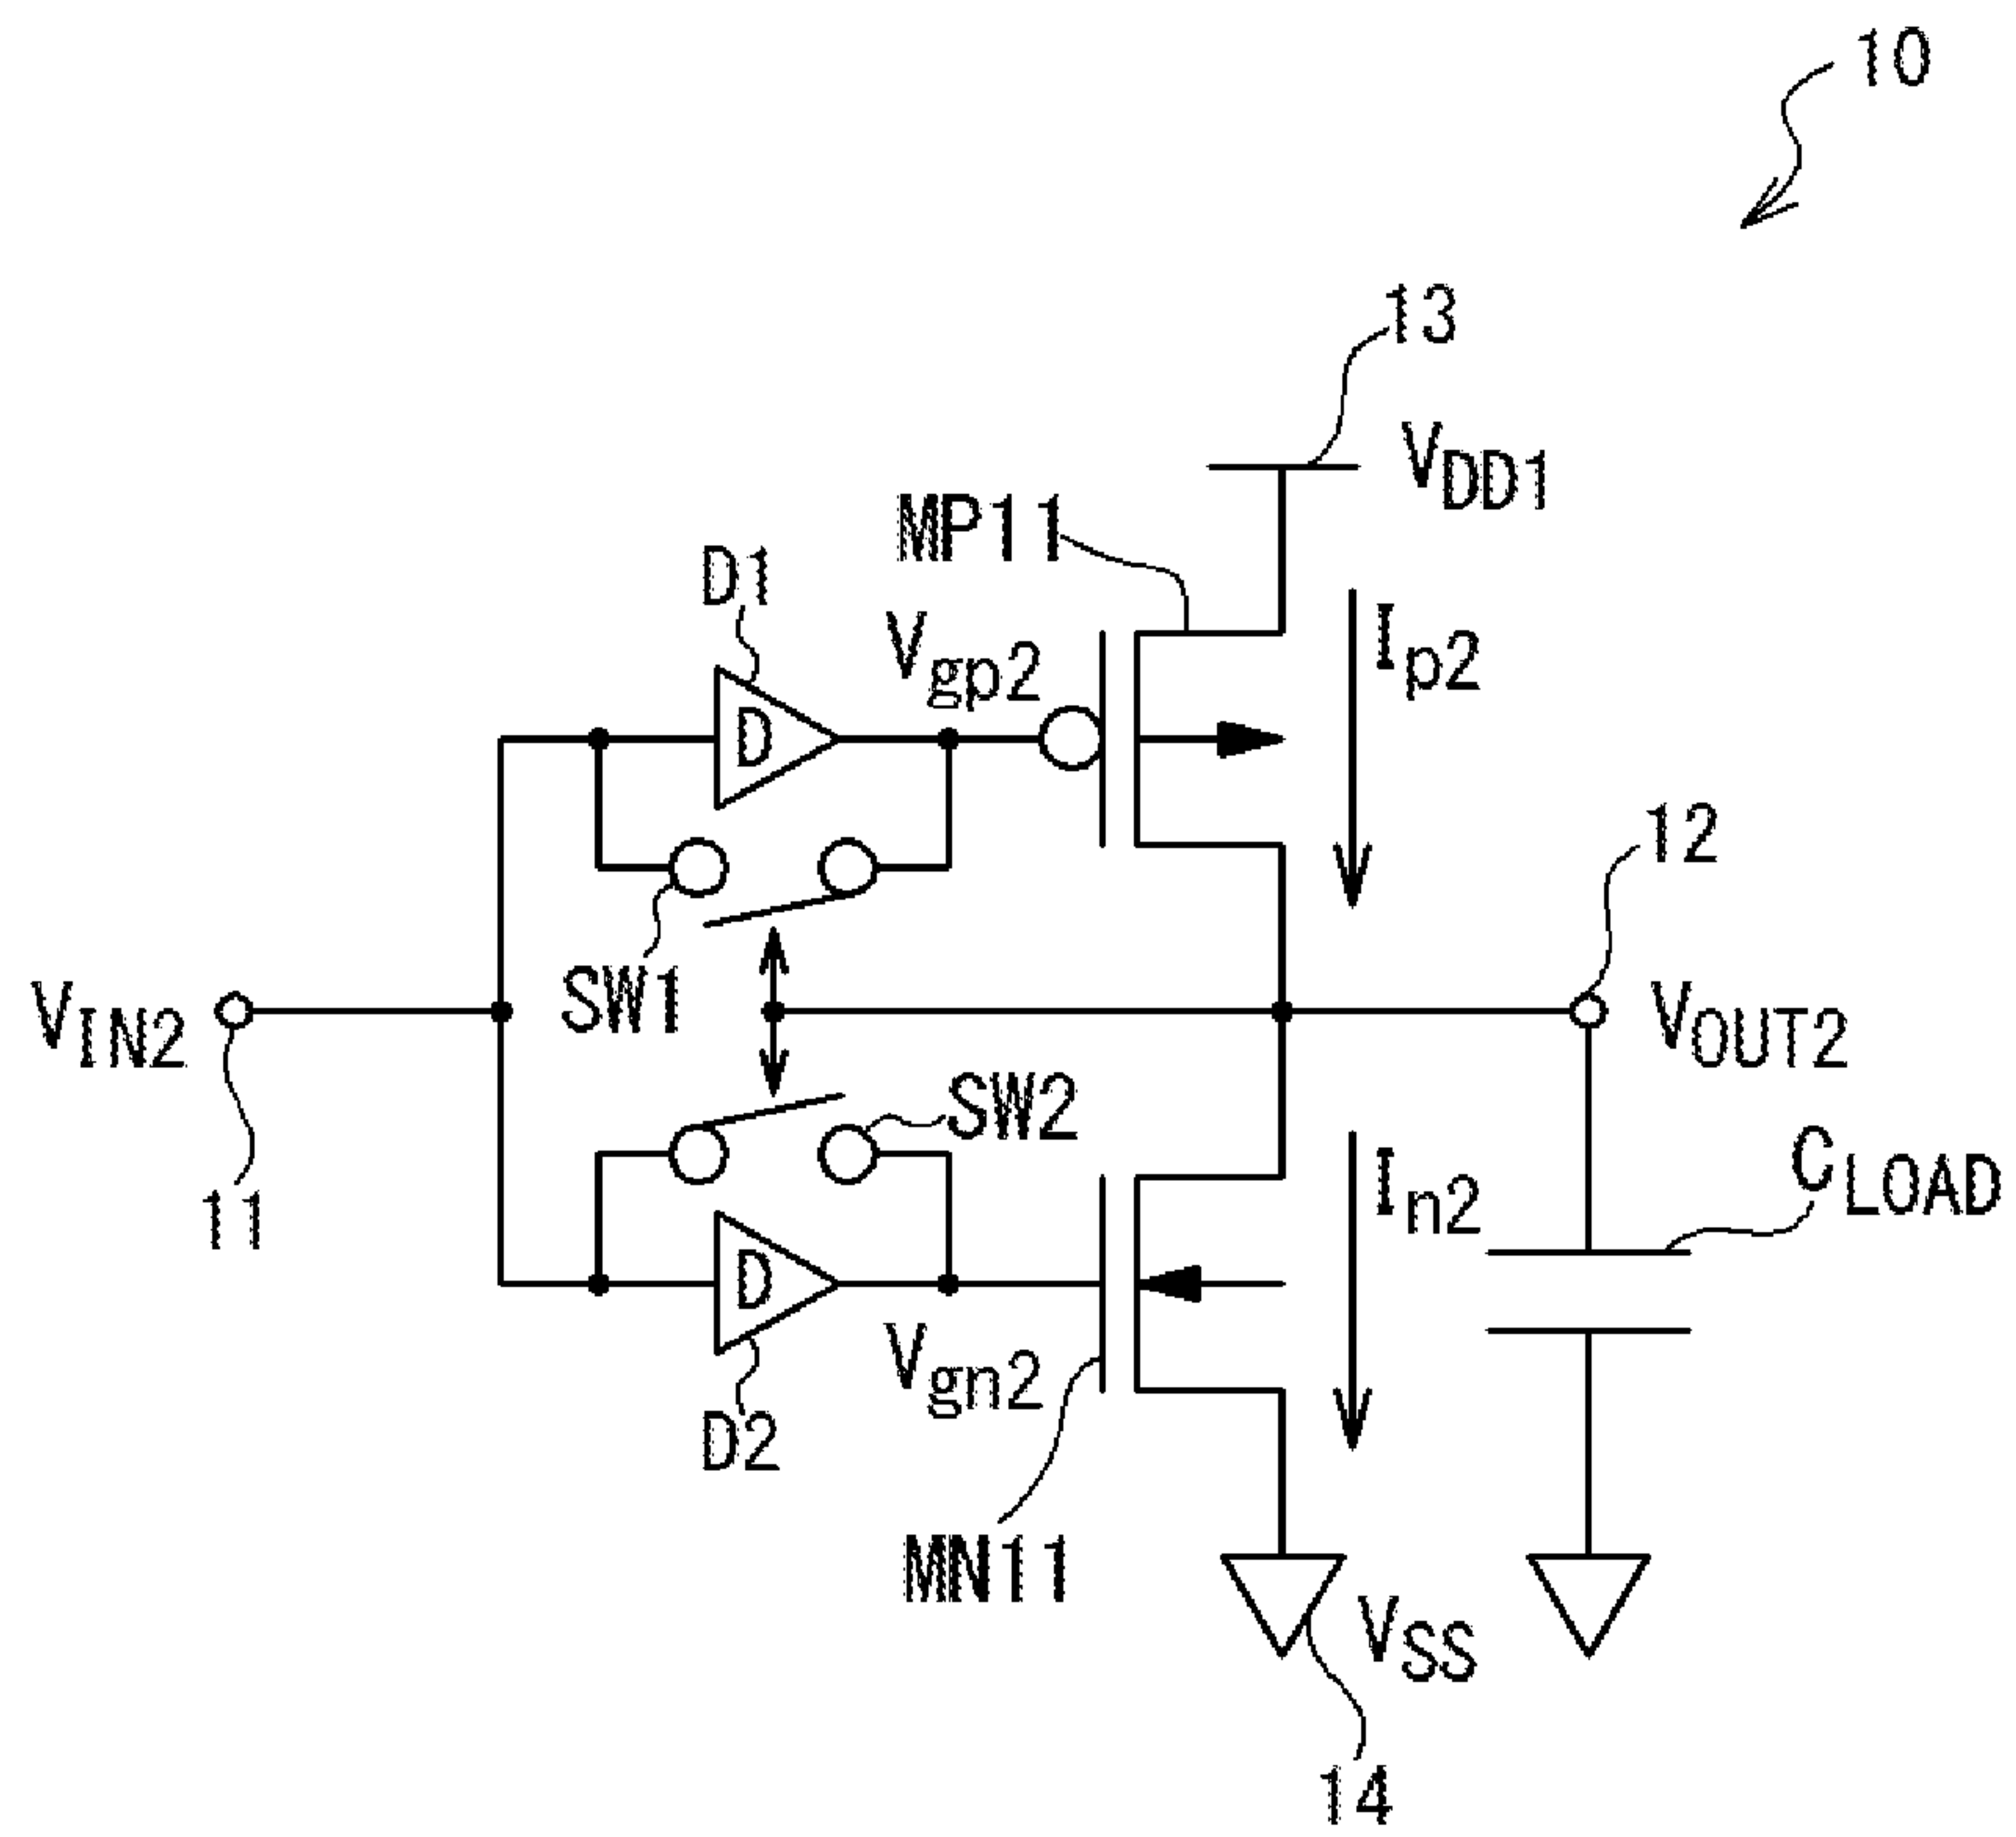 10
13
VDD1
MP11
D1
Vgp2
Ip2
D
12
SW1
VIN2
VOUT2
SW2
CLOAD
11
In2
D
Vgn2
D2
MN11
VSS
14